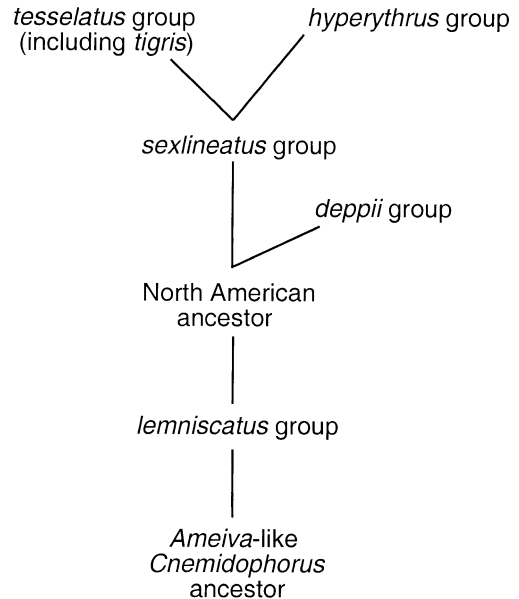 tesselatus group
(including tigris)
hyperythrus group
sexlineatus group
deppii group
North American
ancestor
lemniscatus group
Ameiva-like
Cnemidophorus
ancestor